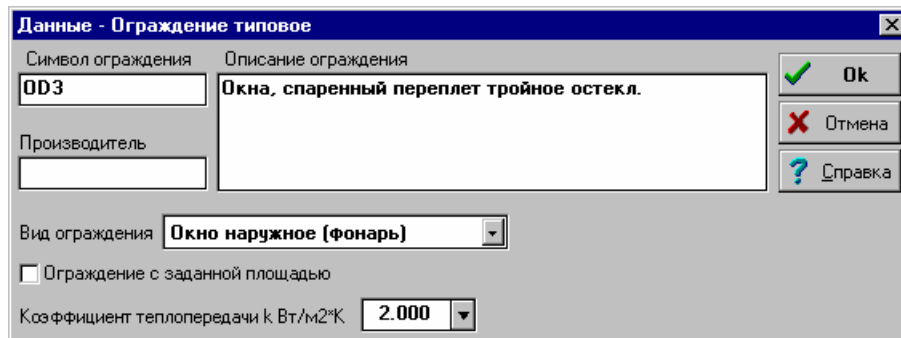 Данные - Ограждение типовое
Символ ограждения Описание ограждения
OD3 Окна, спаренный переплет тройное остекл. Ok
Отмена
Производитель
Справка
Вид ограждения Окно наружное (фонарь)
Ограждение с заданной площадью
Коэффициент теплопередачи k Вт/м2*К 2.000